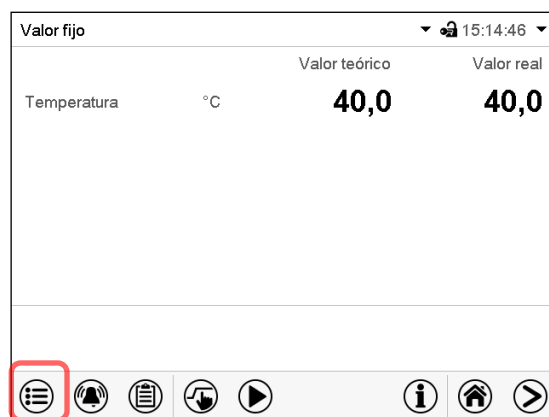 Valor fijo 15:14:46
Valor teórico Valor real
Temperatura °C 40,0 40,0